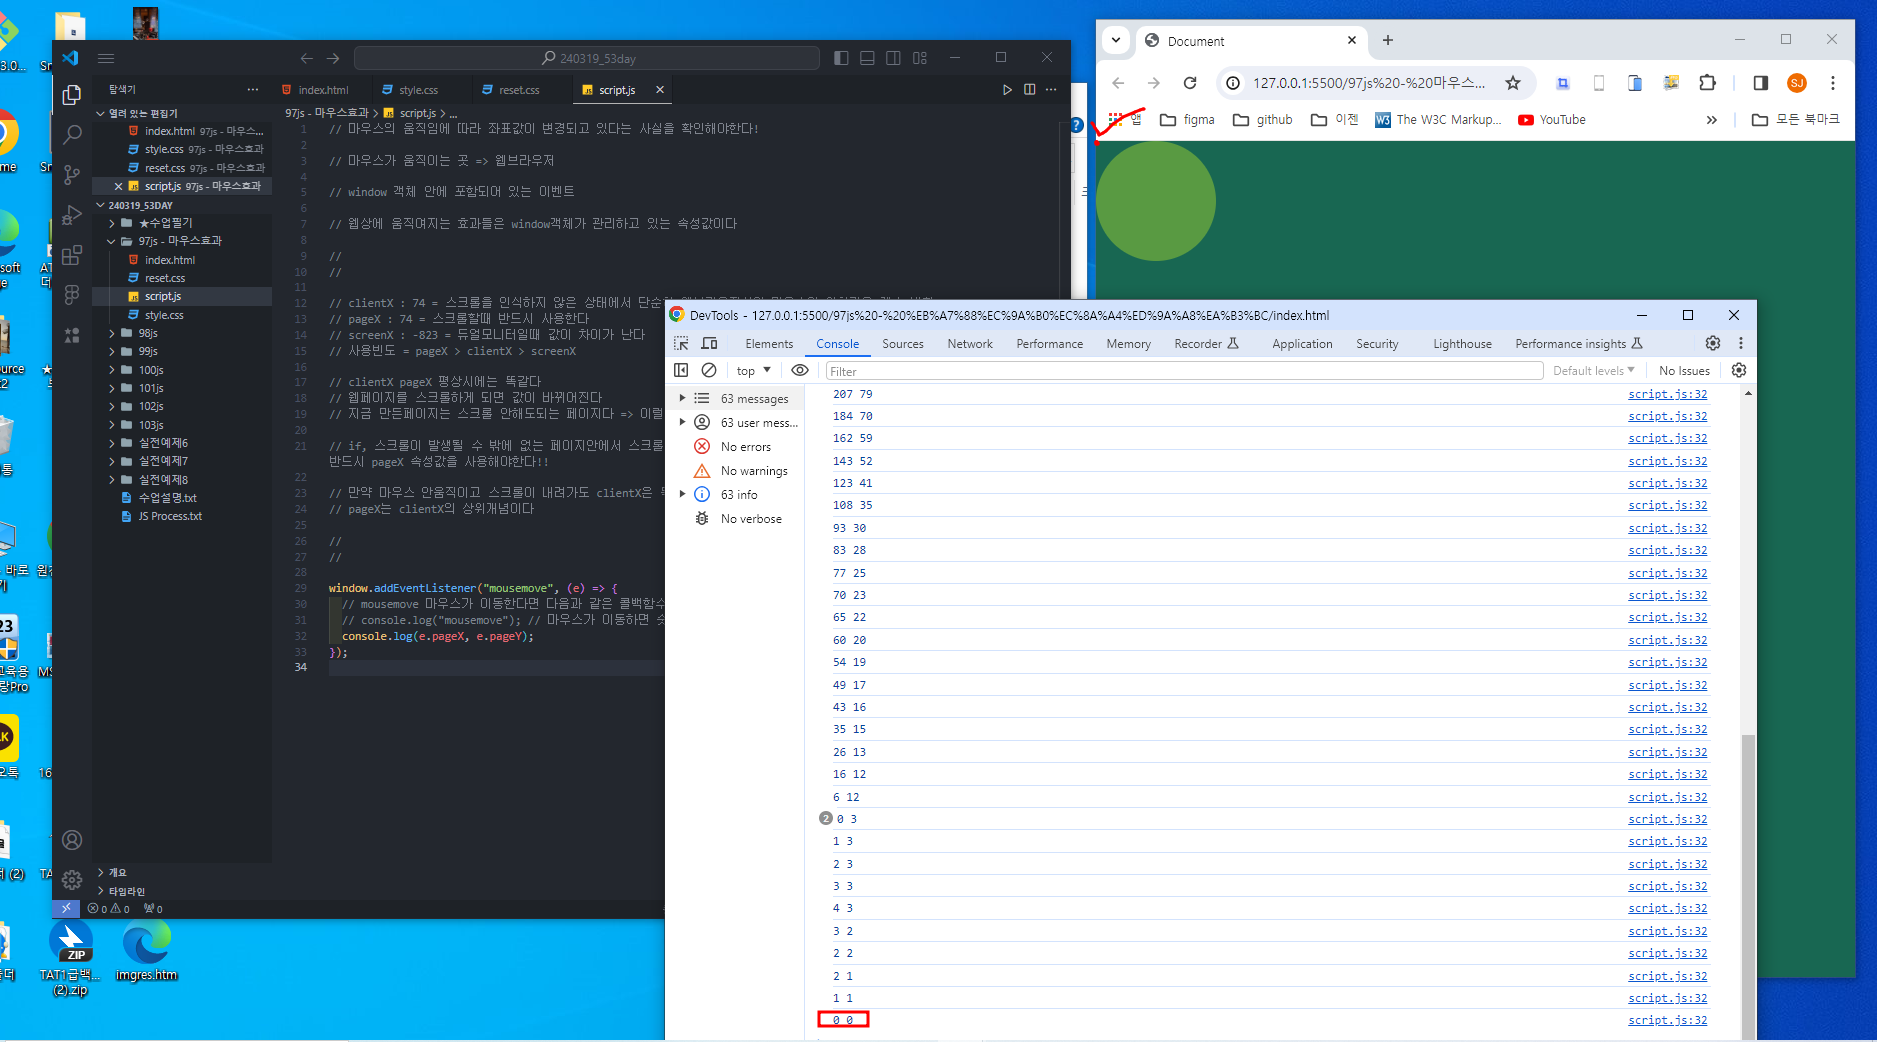 240319_53day
탐색기
index.html
style.css
reset.css
script.js
열려 있는 편집기
index.html 97js - 마우스...
style.css 97js - 마우스효과
reset.css 97js - 마우스효과
script.js 97js - 마우스효과
240319_53DAY
★수업필기
97js - 마우스효과
index.html
reset.css
script.js
style.css
98js
99js
100js
101js
102js
103js
실전예제6
실전예제7
실전예제8
수업설명.txt
JS Process.txt
개요
타임라인
0 0 0
97js - 마우스효과 > script.js > ...
1 // 마우스의 움직임에 따라 좌표값이 변경되고 있다는 사실을 확인해야한다!
2
3 // 마우스가 움직이는 곳 => 웹브라우저
4
5 // window 객체 안에 포함되어 있는 이벤트
6
7 // 웹상에 움직여지는 효과들은 window객체가 관리하고 있는 속성값이다
8
9 //
10 //
11
12 // clientX : 74 = 스크롤을 인식하지 않은 상태에서 단순히
13 // pageX : 74 = 스크롤할때 반드시 사용한다
14 // screenX : -823 = 듀얼모니터일때 값이 차이가 난다
15 // 사용빈도 = pageX > clientX > screenX
16
17 // clientX pageX 평상시에는 똑같다
18 // 웹페이지를 스크롤하게 되면 값이 바뀌어진다
19 // 지금 만든페이지는 스크롤 안해도되는 페이지다 => 이럴
20
21 // if, 스크롤이 발생될 수 밖에 없는 페이지안에서 스크롤
반드시 pageX 속성값을 사용해야한다!!
22
23 // 만약 마우스 안움직이고 스크롤이 내려가도 clientX은
24 // pageX는 clientX의 상위개념이다
25
26 //
27 //
28
29 window.addEventListener("mousemove", (e) => {
30 // mousemove 마우스가 이동한다면 다음과 같은 콜백함수
31 // console.log("mousemove"); // 마우스가 이동하면 숫
32 console.log(e.pageX, e.pageY);
33 });
34
Document
127.0.0.1:5500/97js%20-%20마우스...
SJ
앱
figma
github
이젠
W3 The W3C Markup...
YouTube
모든 북마크
DevTools - 127.0.0.1:5500/97js%20-%20%EB%A7%88%EC%9A%B0%EC%8A%A4%ED%9A%A8%EA%B3%BC/index.html
Elements Console Sources Network Performance Memory Recorder Application Security Lighthouse Performance insights
top Filter Default levels No Issues
63 messages
63 user mess...
No errors
No warnings
63 info
No verbose
207 79 script.js:32
184 70 script.js:32
162 59 script.js:32
143 52 script.js:32
123 41 script.js:32
108 35 script.js:32
93 30 script.js:32
83 28 script.js:32
77 25 script.js:32
70 23 script.js:32
65 22 script.js:32
60 20 script.js:32
54 19 script.js:32
49 17 script.js:32
43 16 script.js:32
35 15 script.js:32
26 13 script.js:32
16 12 script.js:32
6 12 script.js:32
2 0 3 script.js:32
1 3 script.js:32
2 3 script.js:32
3 3 script.js:32
4 3 script.js:32
3 2 script.js:32
2 2 script.js:32
2 1 script.js:32
1 1 script.js:32
0 0 script.js:32
ZIP
TAT1급백...
(2).zip
imgres.htm